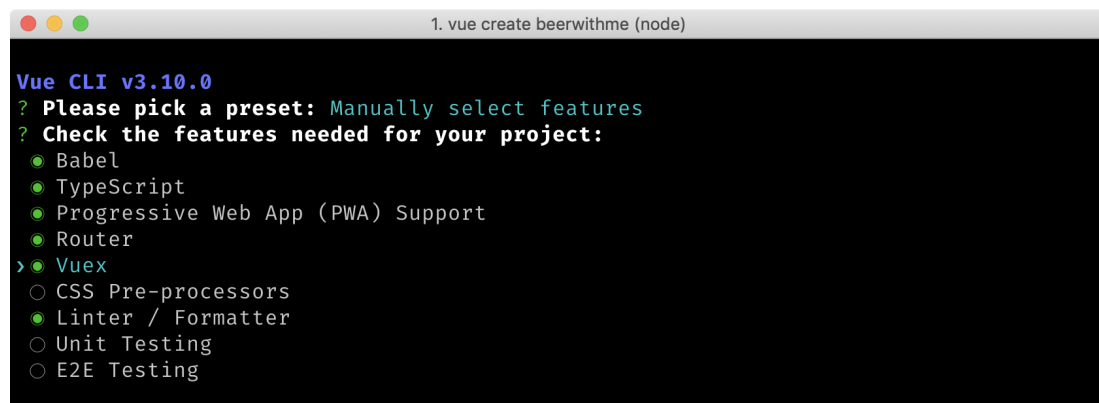 1. vue create beerwithme (node)
Vue CLI v3.10.0
? Please pick a preset: Manually select features
? Check the features needed for your project:
◉ Babel
◉ TypeScript
◉ Progressive Web App (PWA) Support
◉ Router
❯◉ Vuex
◯ CSS Pre-processors
◉ Linter / Formatter
◯ Unit Testing
◯ E2E Testing